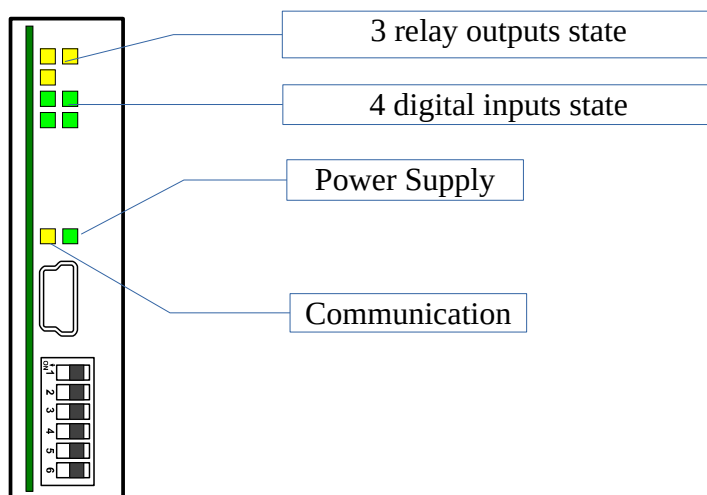 3 relay outputs state
4 digital inputs state
Power Supply
Communication
ON
1
2
3
4
5
6